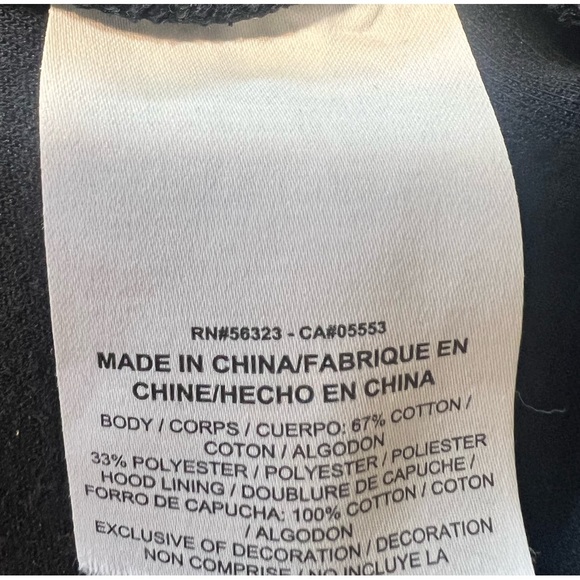 RN#56323 - CA#05553
MADE IN CHINA/FABRIQUE EN
CHINE/HECHO EN CHINA
BODY / CORPS / CUERPO: 67% COTTON /
COTON / ALGODON
33% POLYESTER / POLYESTER / POLIESTER
HOOD LINING / DOUBLURE DE CAPUCHE /
FORRO DE CAPUCHA: 100% COTTON / COTON
/ ALGODON
EXCLUSIVE OF DECORATION / DECORATION
NON COMPRISE / NO INCLUYE LA